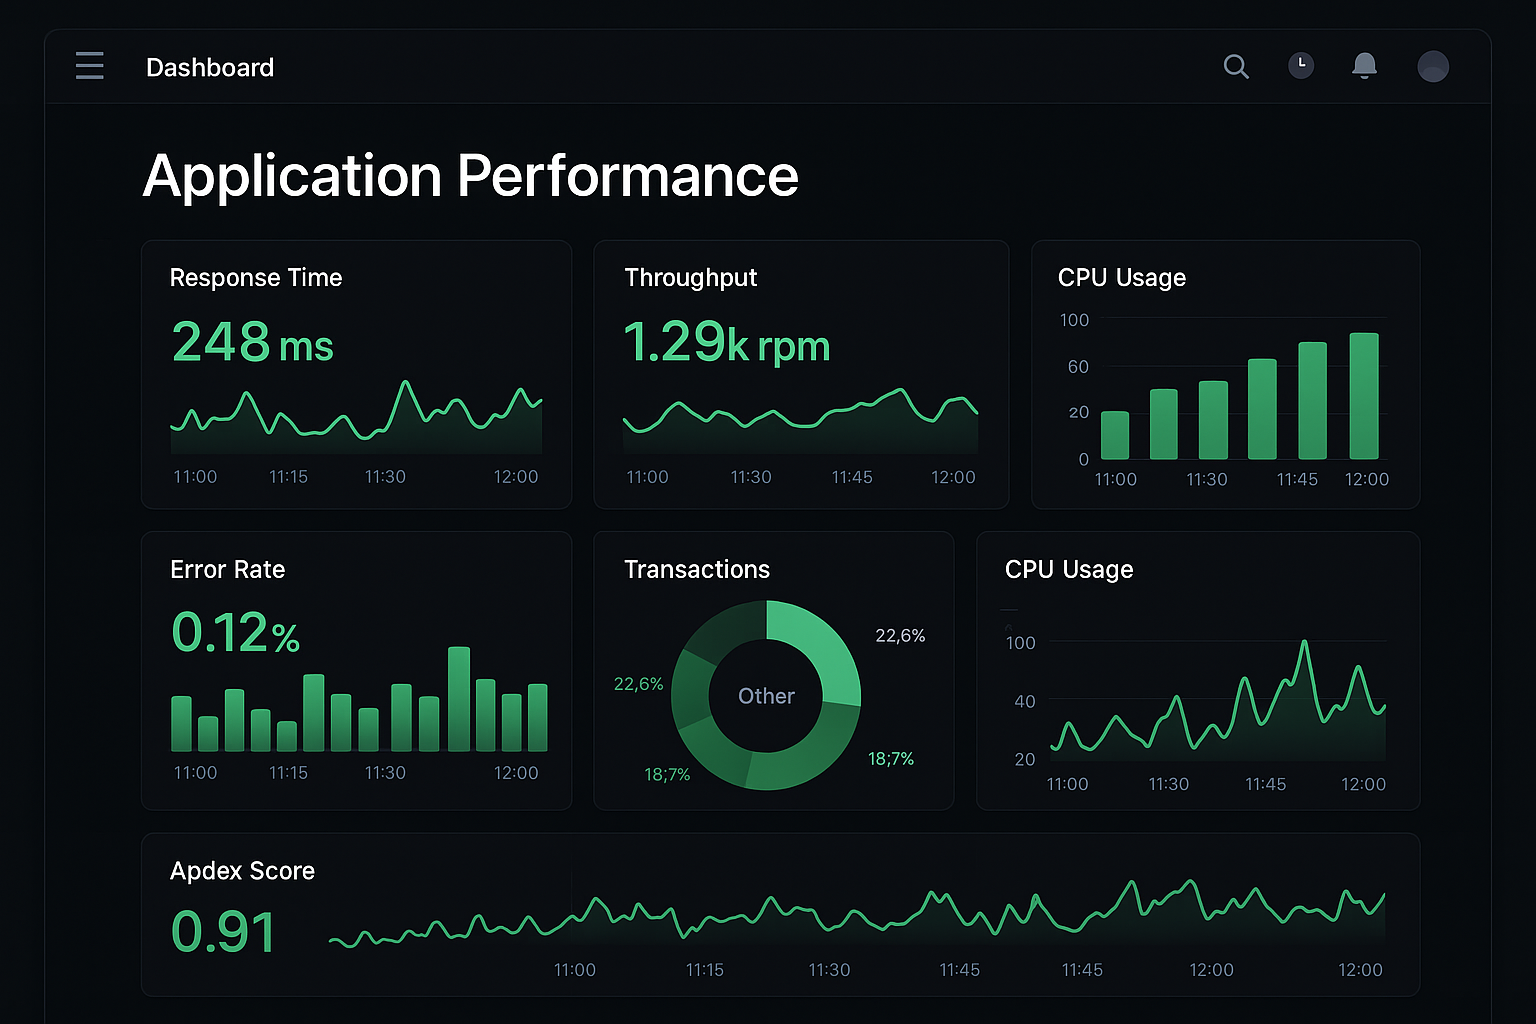 Dashboard
Application Performance
Response Time
248 ms
11:00 11:15 11:30 12:00
Throughput
1.29k rpm
11:00 11:30 11:45 12:00
CPU Usage
100
60
20
0
11:00 11:30 11:45 12:00
Error Rate
0.12%
11:00 11:15 11:30 12:00
Transactions
22,6%
22,6%
Other
18;7%
18;7%
CPU Usage
100
40
20
11:00 11:30 11:45 12:00
Apdex Score
0.91
11:00 11:15 11:30 11:45 11:45 12:00 12:00